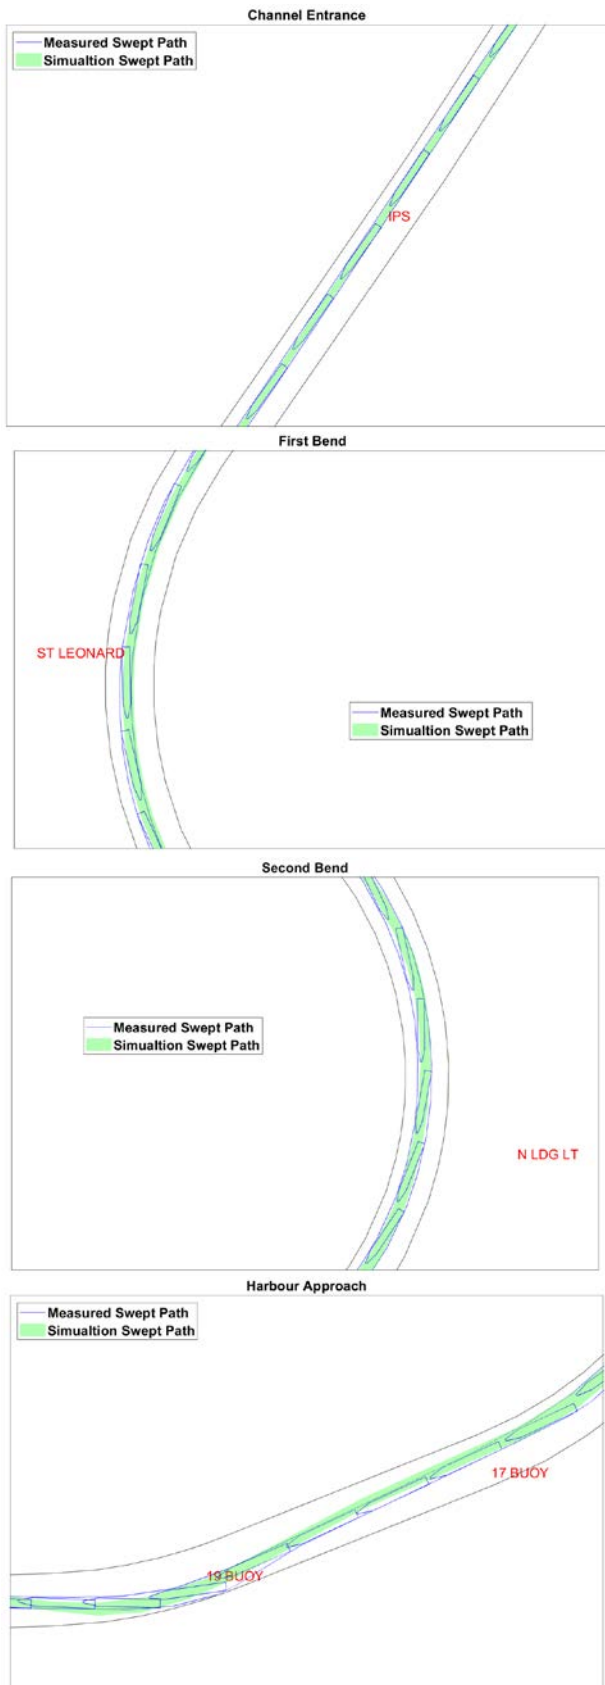 Channel Entrance
Measured Swept Path
Simualtion Swept Path
IPS
First Bend
ST LEONARD
Measured Swept Path
Simualtion Swept Path
Second Bend
Measured Swept Path
Simualtion Swept Path
N LDG LT
Harbour Approach
Measured Swept Path
Simualtion Swept Path
17 BUOY
19 BUOY